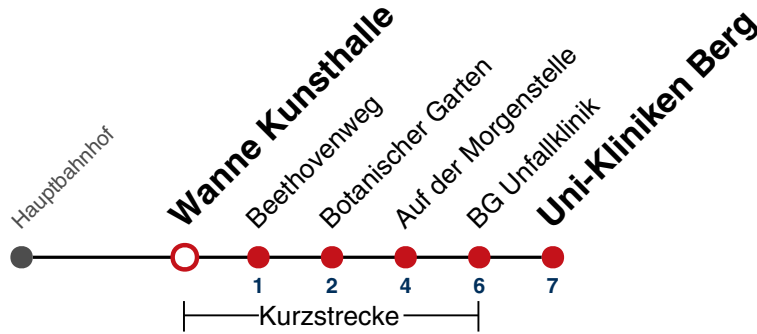 Hauptbahnhof
Wanne Kunsthalle
Beethovenweg
Botanischer Garten
Auf der Morgenstelle
BG Unfallklinik
Uni-Kliniken Berg
1 2 4 6 7
Kurzstrecke